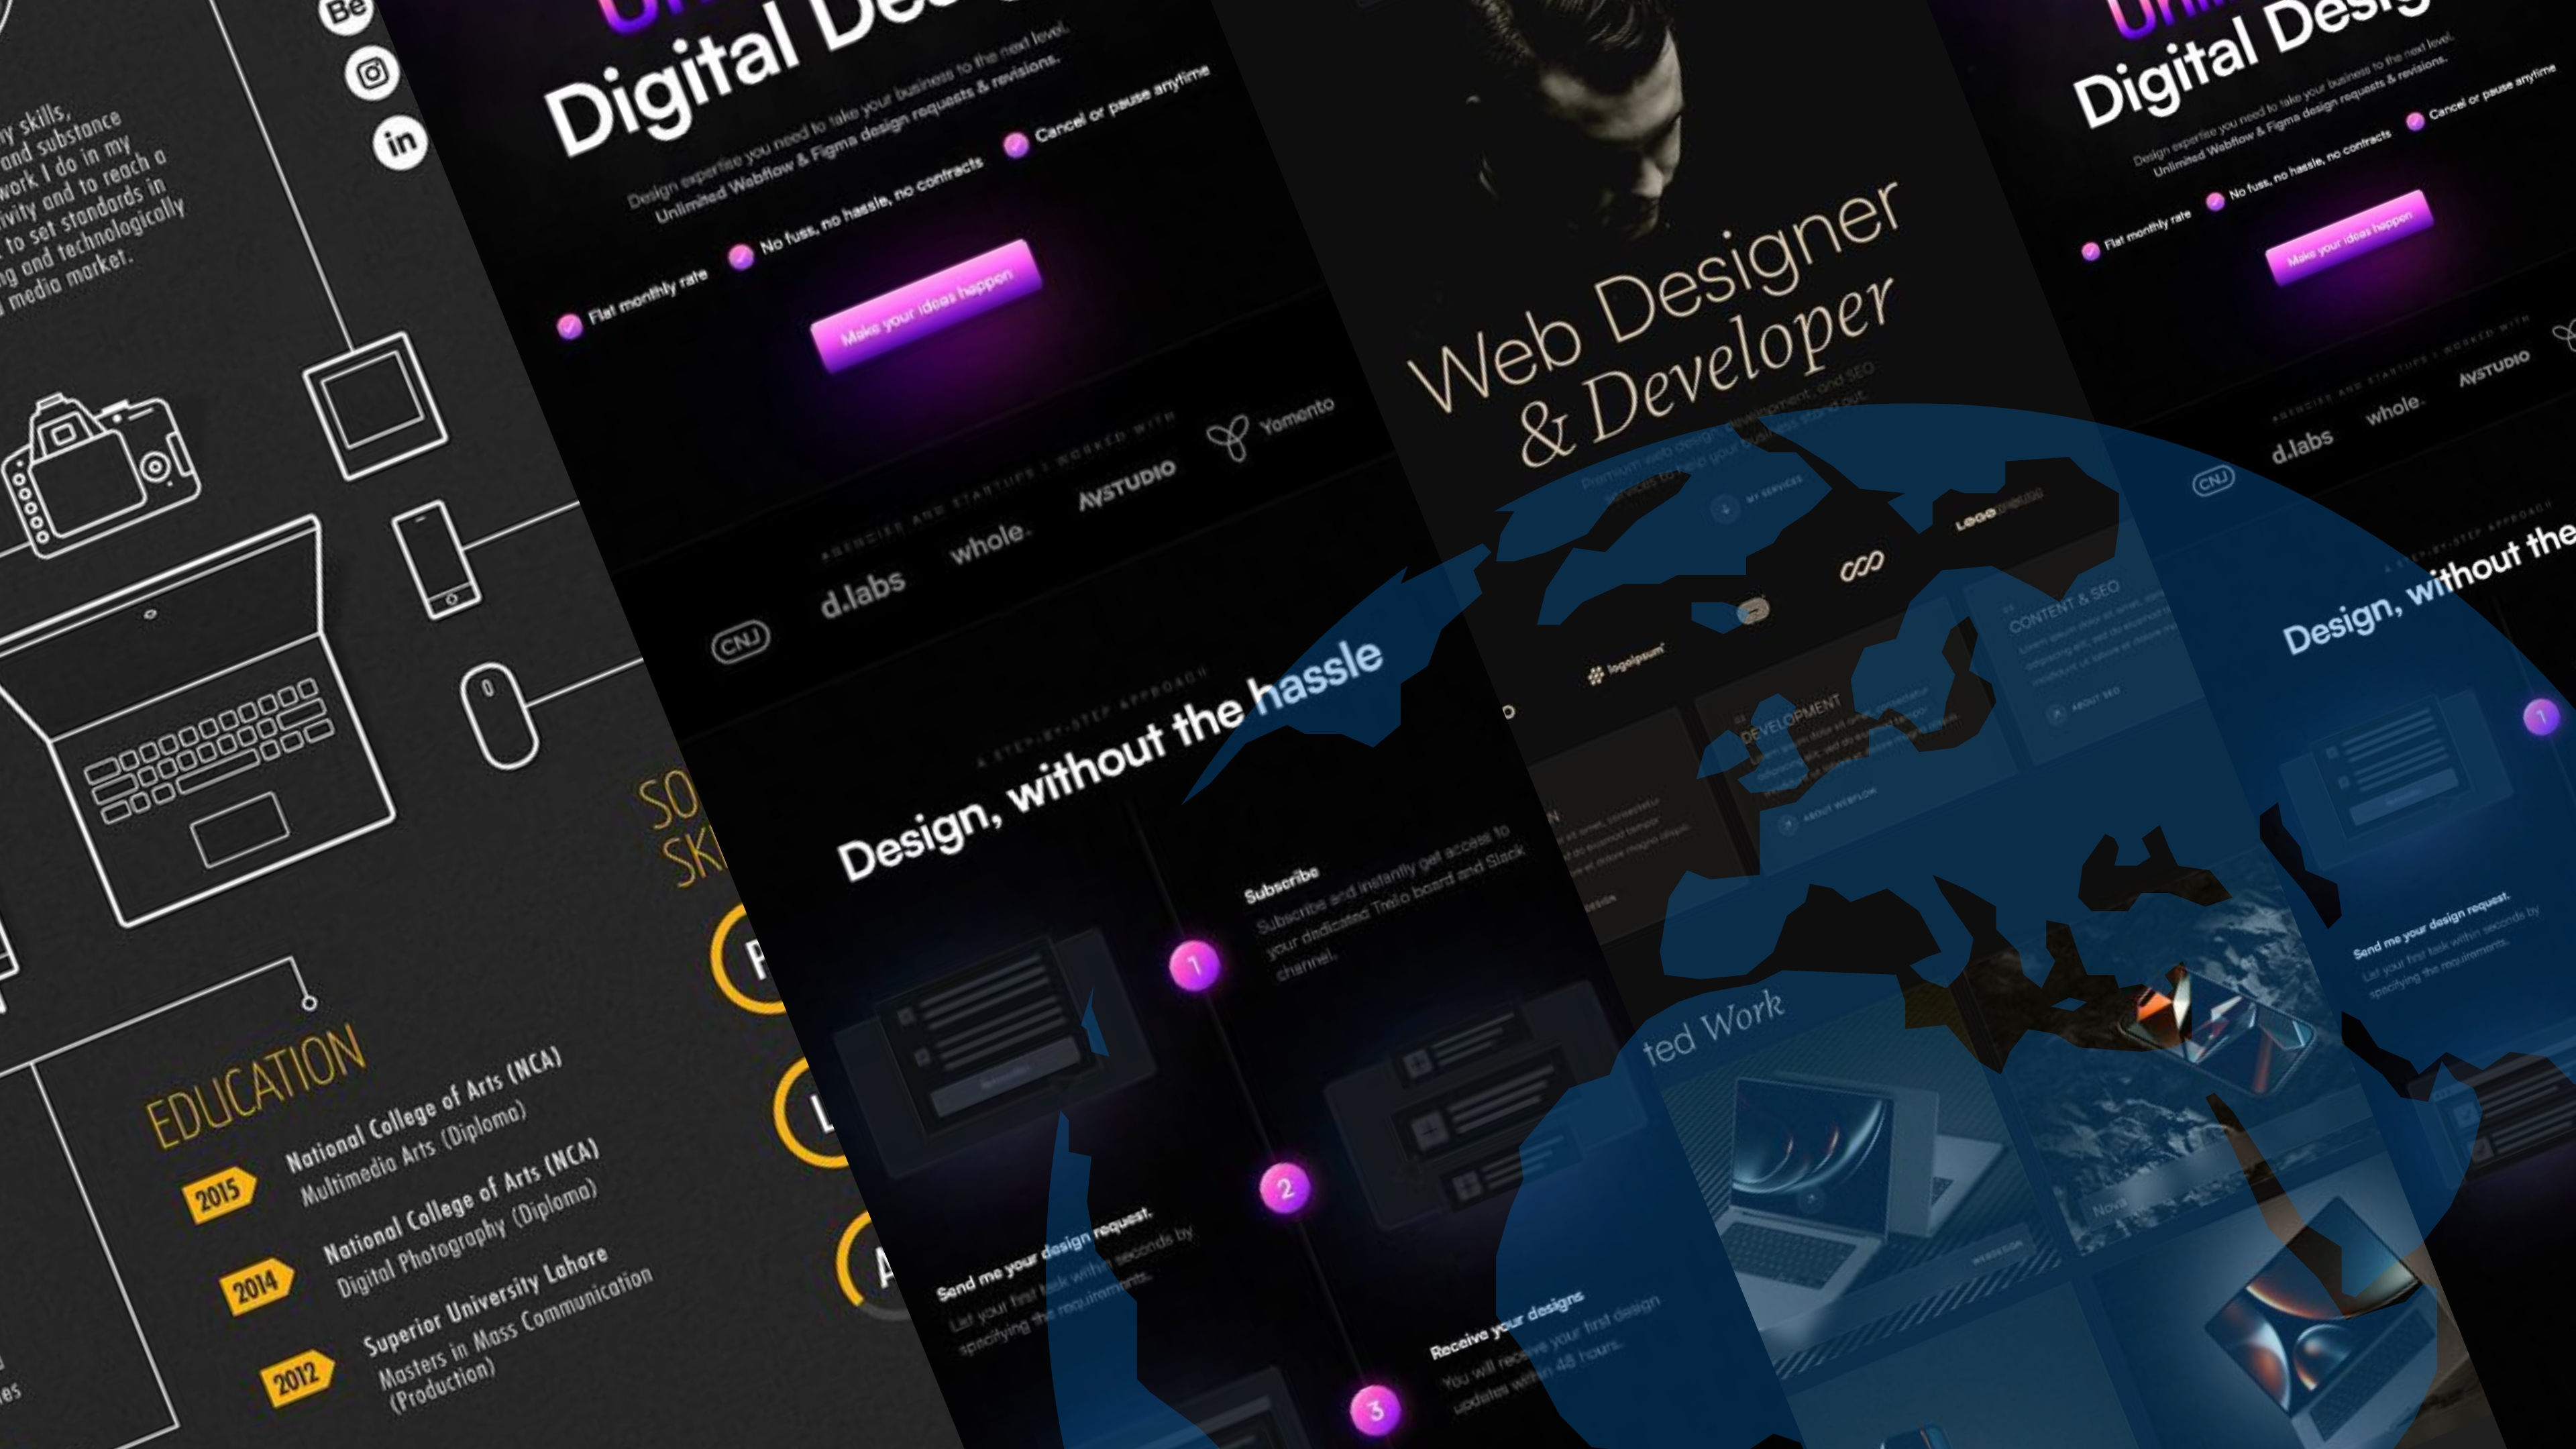 Be
in
y skills,
and substance
work I do in my
ivity and to reach a
to set standards in
ng and technologically
media market.
SO
SK
EDUCATION
2015
National College of Arts (NCA)
Multimedia Arts (Diploma)
2014
National College of Arts (NCA)
Digital Photography (Diploma)
2012
Superior University Lahore
Masters in Mass Communication
(Production)
es
Digital
Design expertise you need to take your business to the next level.
Unlimited Webflow & Figma design requests & revisions.
Flat monthly rate
No fuss, no hassle, no contracts
Cancel or pause anytime
Make your ideas happen
AGENCIES AND STARTUPS I WORKED WITH
CNJ
d.labs
whole.
AVSTUDIO
Yomento
A STEP-BY-STEP APPROACH
Design, without the hassle
1
Subscribe
Subscribe and instantly get access to
your dedicated Trello board and Slack
channel.
2
Send me your design request.
List your first task within seconds by
specifying the requirements.
3
Receive your designs
You will receive your first design
updates within 48 hours.
Web Designer
& Developer
Premium web design, development, and SEO
services to help your business stand out.
MY SERVICES
logoipsum
LOGO
DEVELOPMENT
ABOUT WEBFLOW
CONTENT & SEO
ABOUT SEO
ted Work
WEBDESIGN
Nova
Digital
Design expertise you need to take your business to the next level.
Unlimited Webflow & Figma design requests & revisions.
Flat monthly rate
No fuss, no hassle, no contracts
Cancel or pause anytime
Make your ideas happen
AGENCIES AND STARTUPS I WORKED WITH
CNJ
d.labs
whole.
AVSTUDIO
A STEP-BY-STEP APPROACH
Design, without the
1
Send me your design request.
List your first task within seconds by
specifying the requirements.